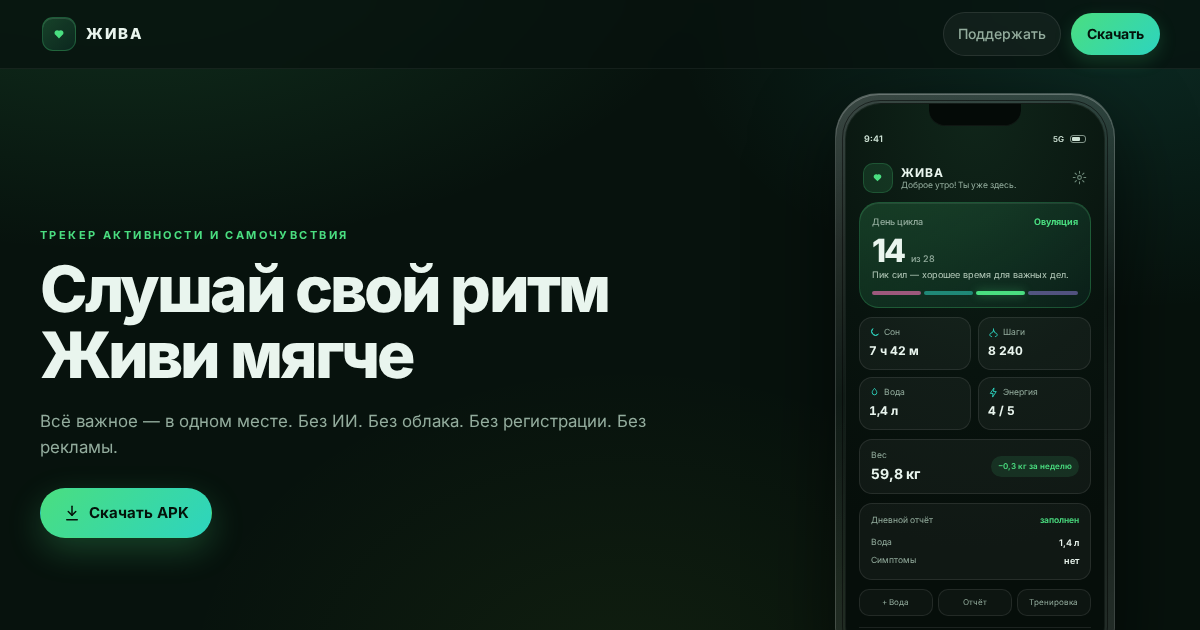 ЖИВА
Поддержать
Скачать
ТРЕКЕР АКТИВНОСТИ И САМОЧУВСТВИЯ
Слушай свой ритм
Живи мягче
Всё важное — в одном месте. Без ИИ. Без облака. Без регистрации. Без
рекламы.
Скачать APK
9:41
5G
ЖИВА
Доброе утро! Ты уже здесь.
День цикла
Овуляция
14 из 28
Пик сил — хорошее время для важных дел.
Сон
7 ч 42 м
Шаги
8 240
Вода
1,4 л
Энергия
4 / 5
Вес
59,8 кг
−0,3 кг за неделю
Дневной отчёт
заполнен
Вода
1,4 л
Симптомы
нет
+ Вода
Отчёт
Тренировка